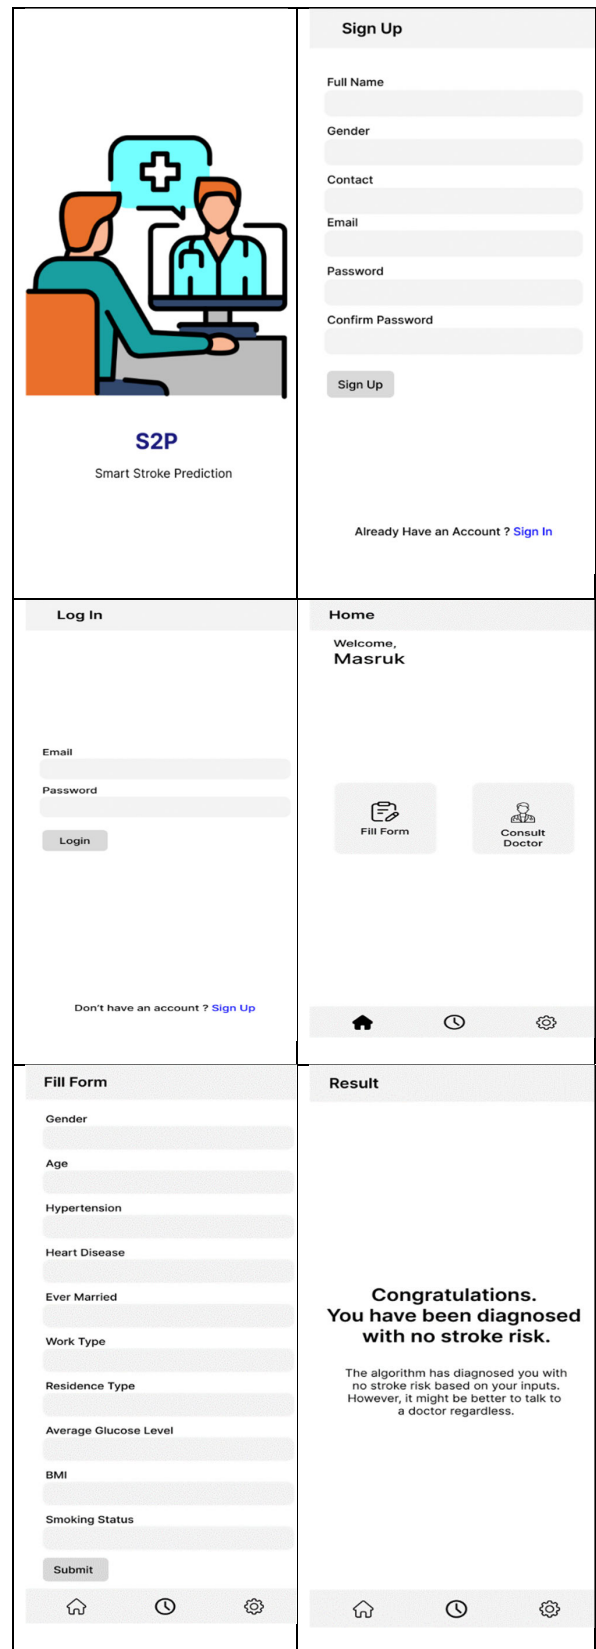 S2P
Smart Stroke Prediction
Sign Up
Full Name
Gender
Contact
Email
Password
Confirm Password
Sign Up
Already Have an Account ? Sign In
Log In
Email
Password
Login
Don't have an account ? Sign Up
Home
Welcome,
Masruk
Fill Form
Consult
Doctor
Fill Form
Gender
Age
Hypertension
Heart Disease
Ever Married
Work Type
Residence Type
Average Glucose Level
BMI
Smoking Status
Submit
Result
Congratulations.
You have been diagnosed
with no stroke risk.
The algorithm has diagnosed you with
no stroke risk based on your inputs.
However, it might be better to talk to
a doctor regardless.